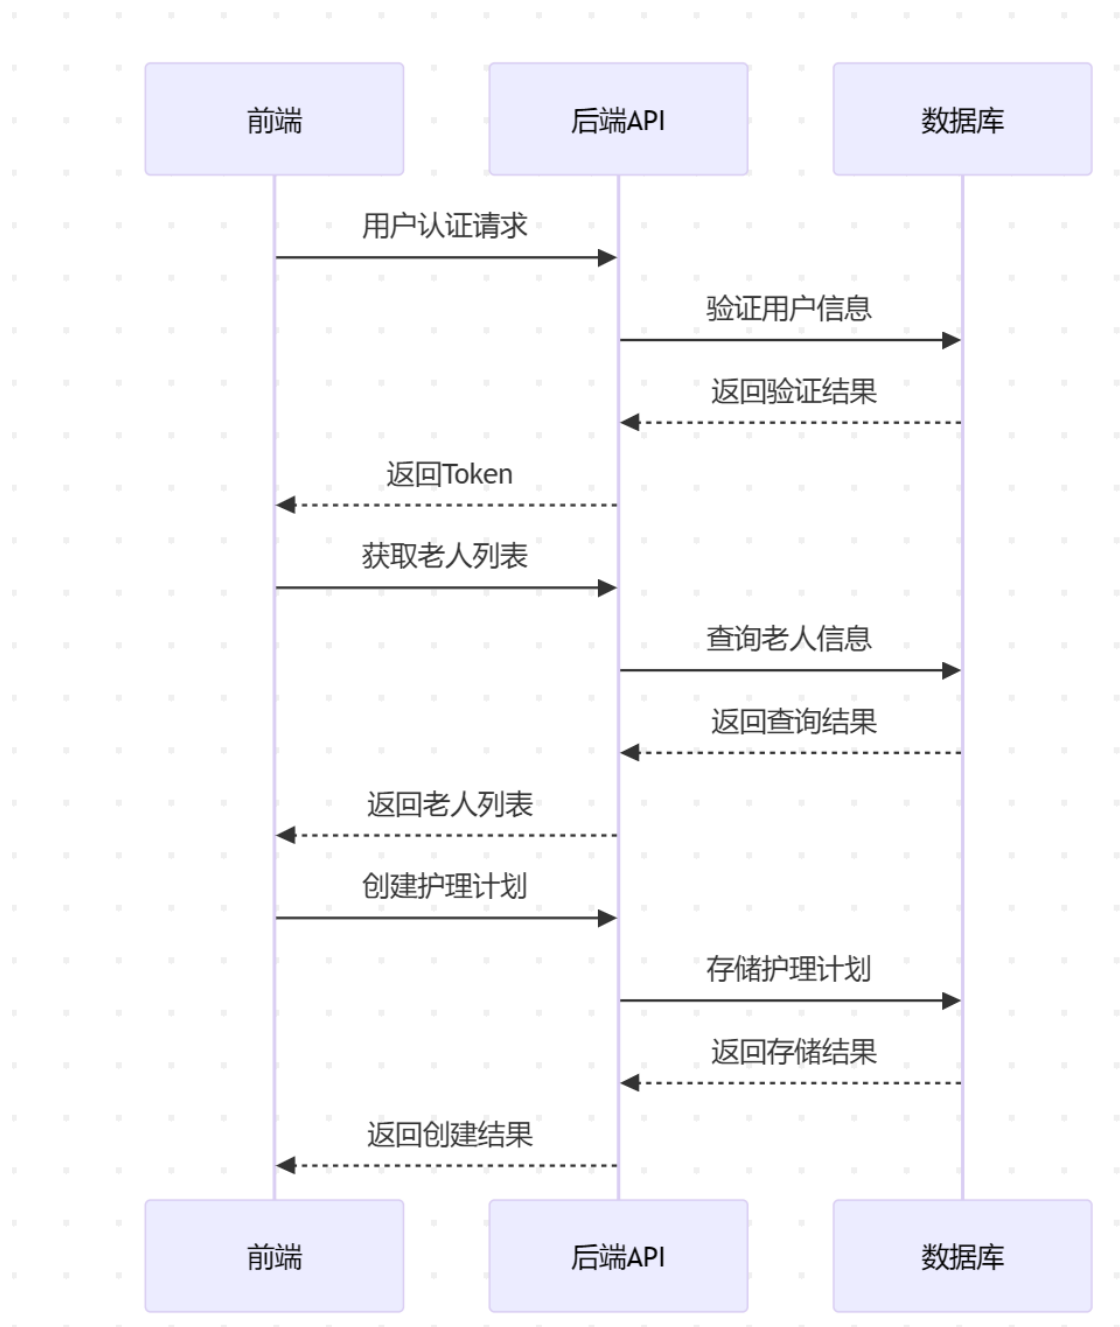 前端
后端API
数据库
用户认证请求
验证用户信息
返回验证结果
返回Token
获取老人列表
查询老人信息
返回查询结果
返回老人列表
创建护理计划
存储护理计划
返回存储结果
返回创建结果
前端
后端API
数据库